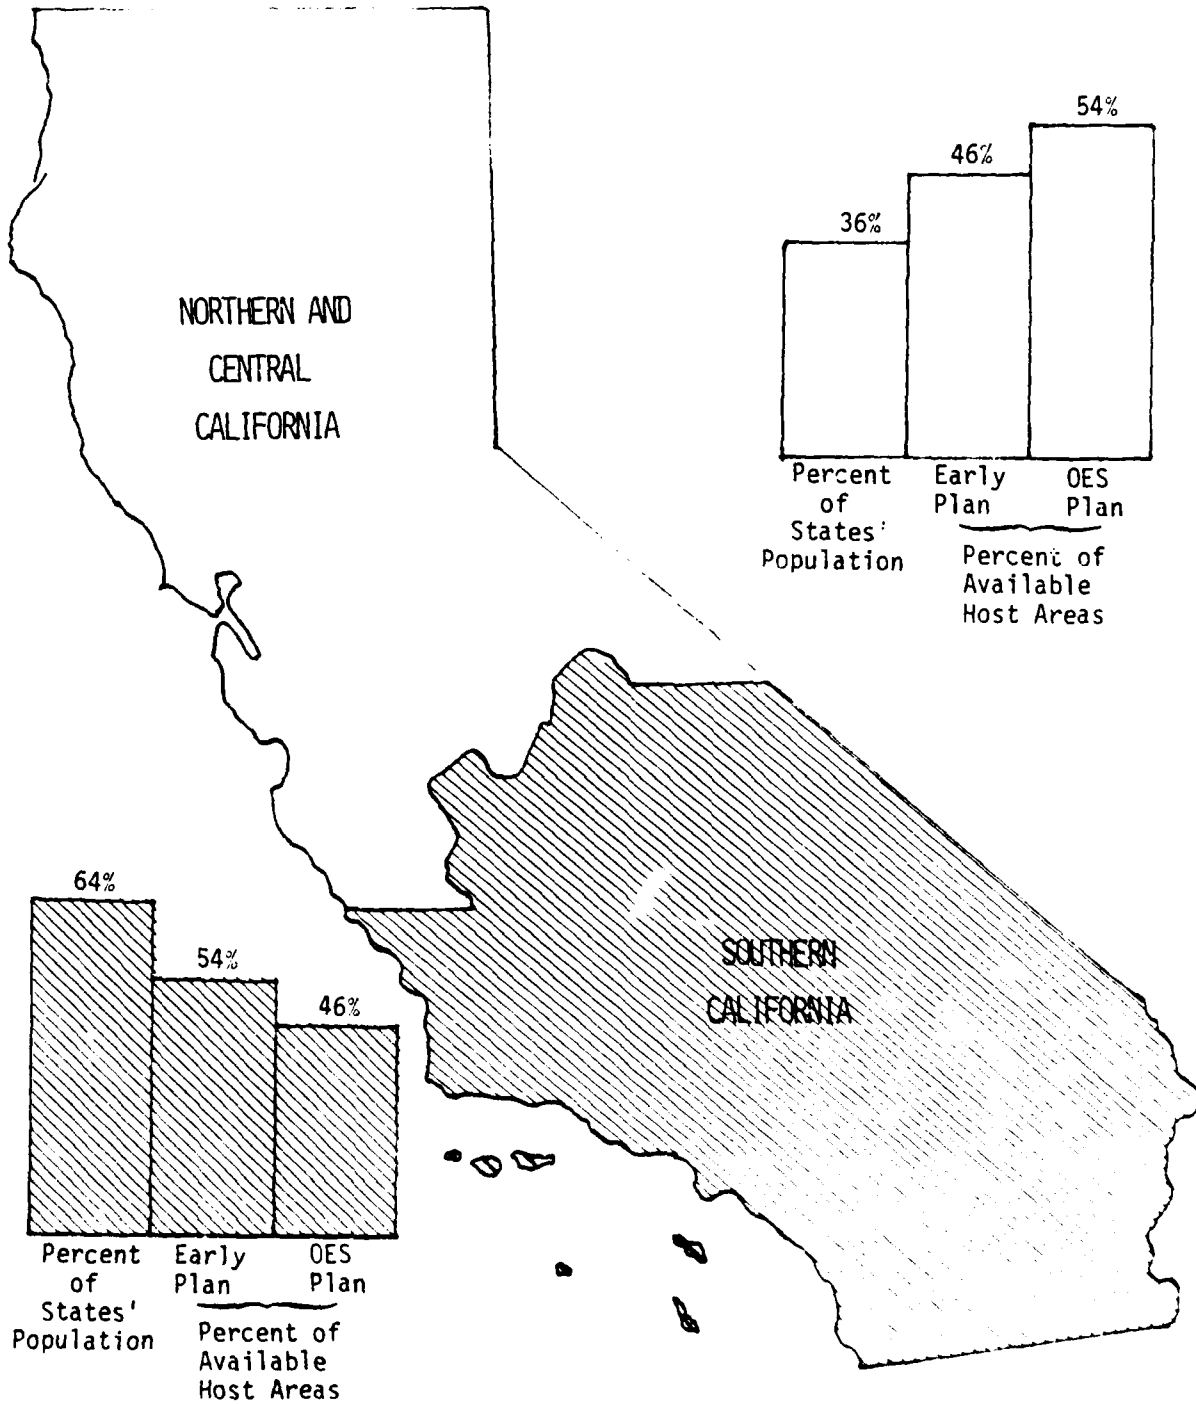 54%
46%
36%
NORTHERN AND
CENTRAL
CALIFORNIA
Percent
of
States'
Population
Early
Plan
OES
Plan
Percent of
Available
Host Areas
64%
54%
46%
SOUTHERN
CALIFORNIA
Percent
of
States'
Population
Early
Plan
OES
Plan
Percent of
Available
Host Areas